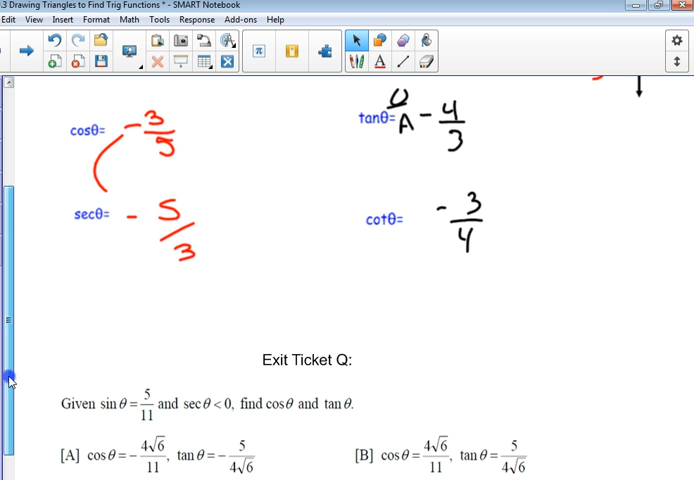 .3 Drawing Triangles to Find Trig Functions * - SMART Notebook
Edit View Insert Format Tools Math Response Add-ons Help
cosθ= -3/5
tanθ= O/A -4/3
secθ= -5/3
cotθ= -3/4
Exit Ticket Q:
Given sin θ = 5/11 and sec θ < 0, find cos θ and tan θ.
[A] cos θ = -4√6/11, tan θ = -5/4√6
[B] cos θ = 4√6/11, tan θ = 5/4√6